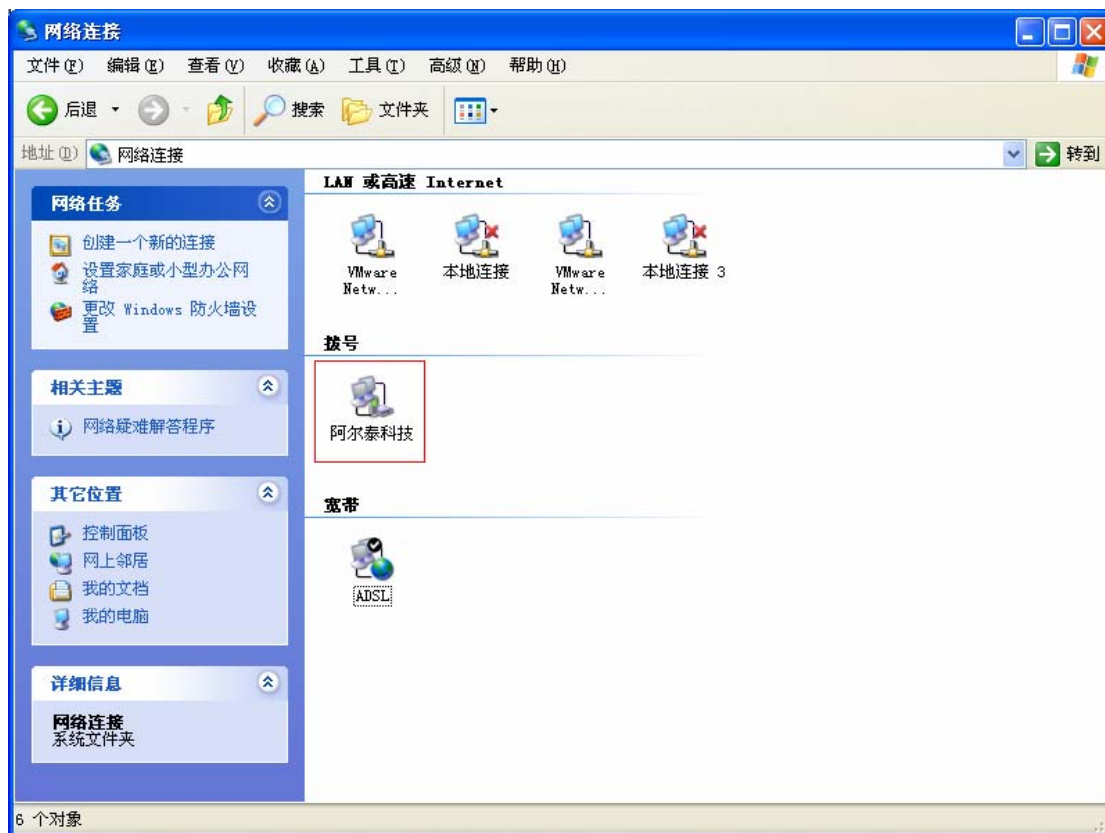 网络连接
文件(F) 编辑(E) 查看(V) 收藏(A) 工具(T) 高级(N) 帮助(H)
后退 搜索 文件夹
地址(D) 网络连接 转到
网络任务
创建一个新的连接
设置家庭或小型办公网
络
更改 Windows 防火墙设
置
相关主题
网络疑难解答程序
其它位置
控制面板
网上邻居
我的文档
我的电脑
详细信息
网络连接
系统文件夹
LAN 或高速 Internet
VMware
Netw...
本地连接
VMware
Netw...
本地连接 3
拨号
阿尔泰科技
宽带
ADSL
6 个对象